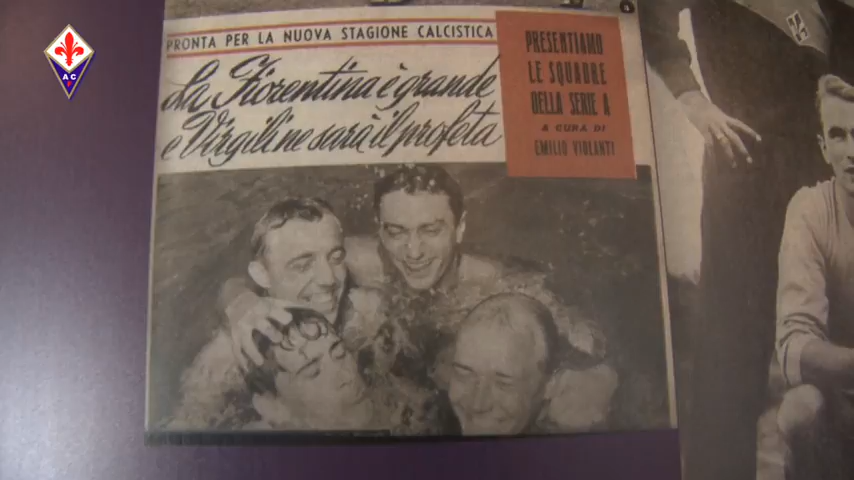 AC
F
PRONTA PER LA NUOVA STAGIONE CALCISTICA
La Fiorentina è grande
e Virgili ne sarà il profeta
PRESENTIAMO
LE SQUADRE
DELLA SERIE A
A CURA DI
EMILIO VIOLANTI